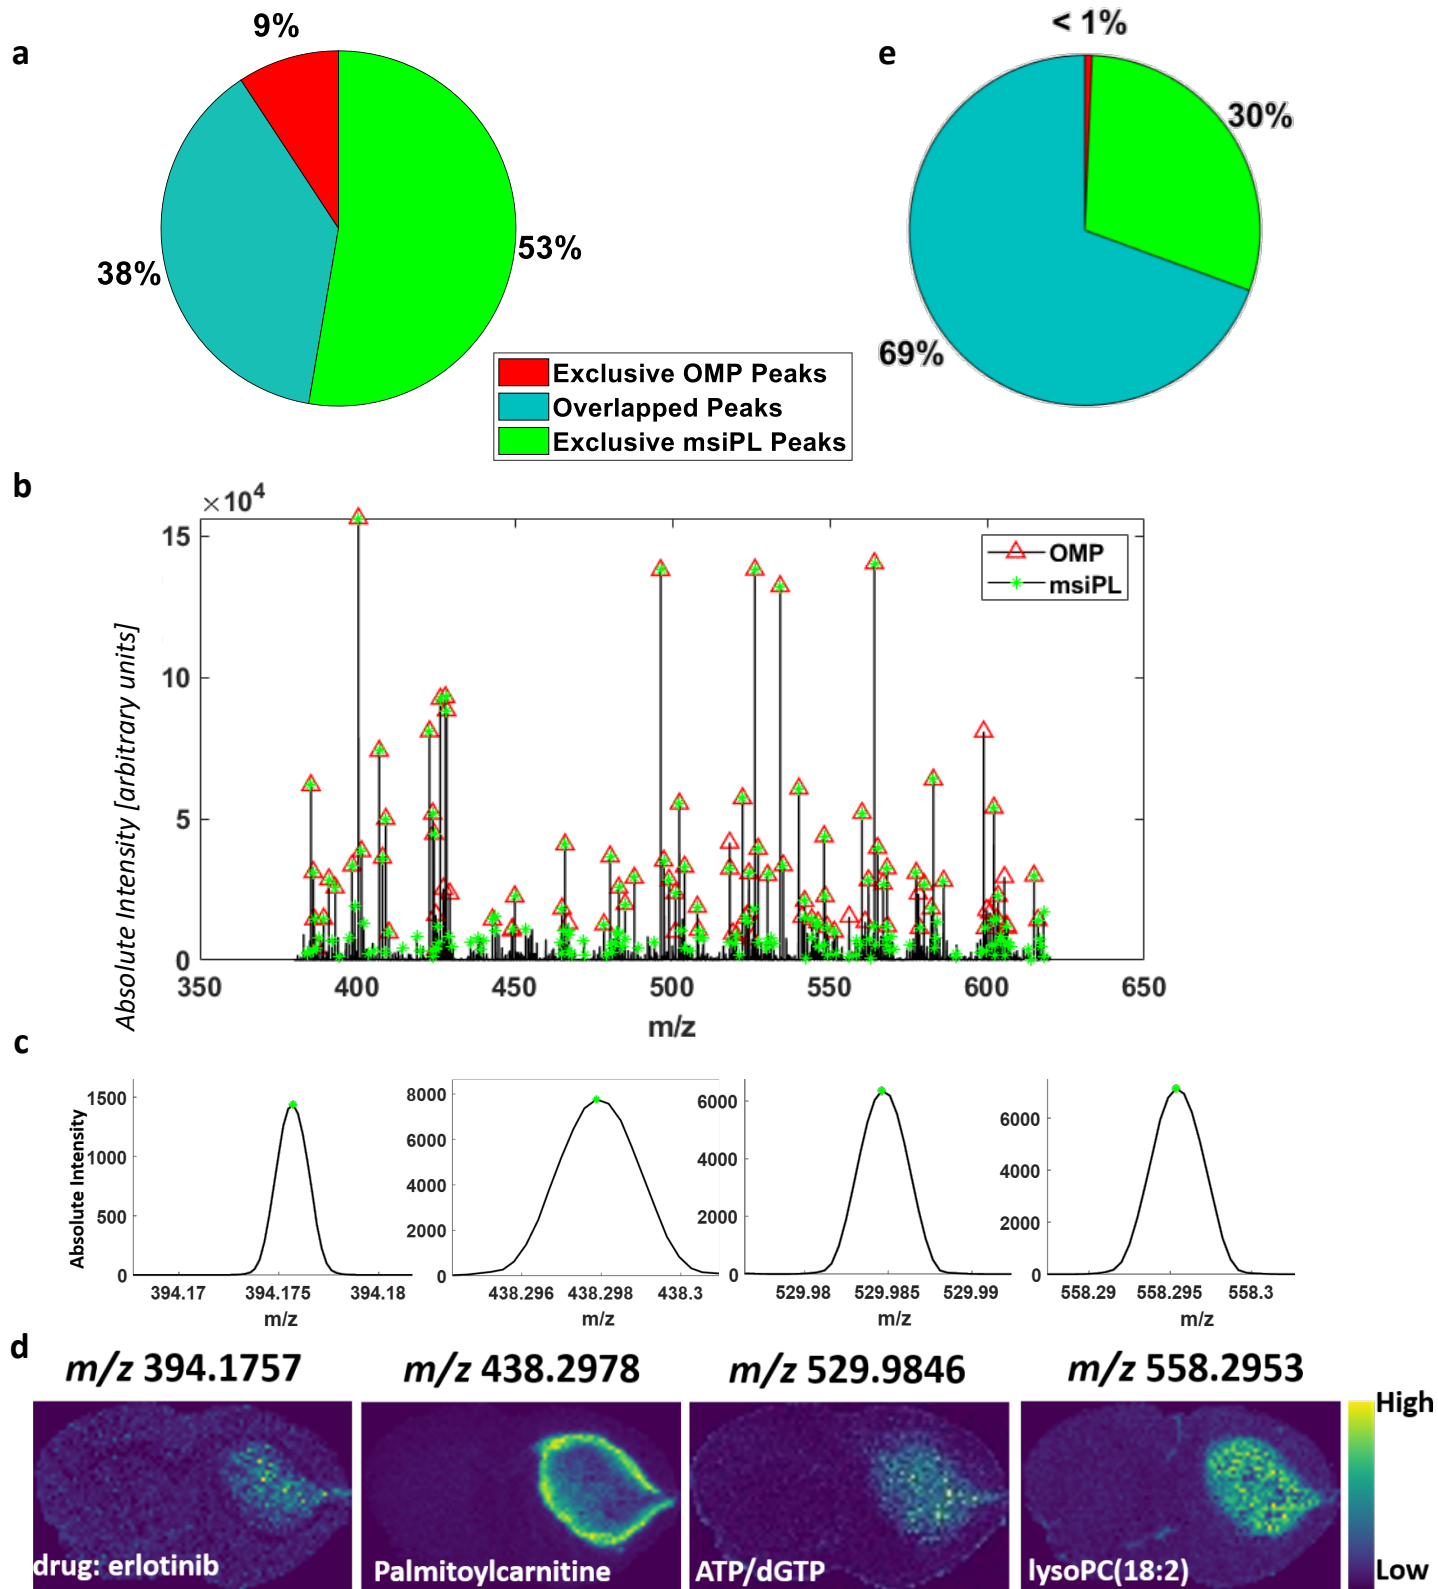 a
9%
38%
53%
e
< 1%
30%
69%
Exclusive OMP Peaks
Overlapped Peaks
Exclusive msiPL Peaks
b
×10⁴
Absolute Intensity [arbitrary units]
15
10
5
0
350 400 450 500 550 600 650
m/z
OMP
msiPL
c
Absolute Intensity
1500
1000
500
0
394.17 394.175 394.18
m/z
8000
6000
4000
2000
0
438.296 438.298 438.3
m/z
6000
4000
2000
0
529.98 529.985 529.99
m/z
6000
4000
2000
0
558.29 558.295 558.3
m/z
d
m/z 394.1757
m/z 438.2978
m/z 529.9846
m/z 558.2953
drug: erlotinib
Palmitoylcarnitine
ATP/dGTP
lysoPC(18:2)
High
Low